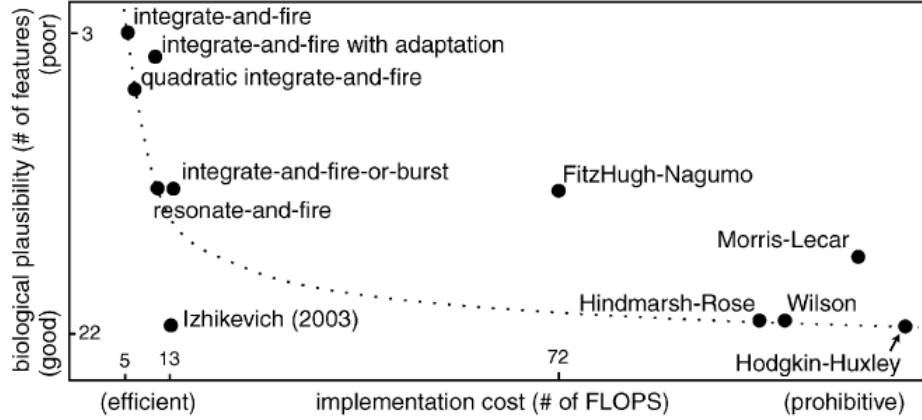 integrate-and-fire
3
integrate-and-fire with adaptation
quadratic integrate-and-fire
integrate-and-fire-or-burst
FitzHugh-Nagumo
resonate-and-fire
Morris-Lecar
Hindmarsh-Rose
Wilson
Izhikevich (2003)
22
Hodgkin-Huxley
5
13
72
(efficient)
implementation cost (# of FLOPS)
(prohibitive)
biological plausibility (# of features)
(good)
(poor)